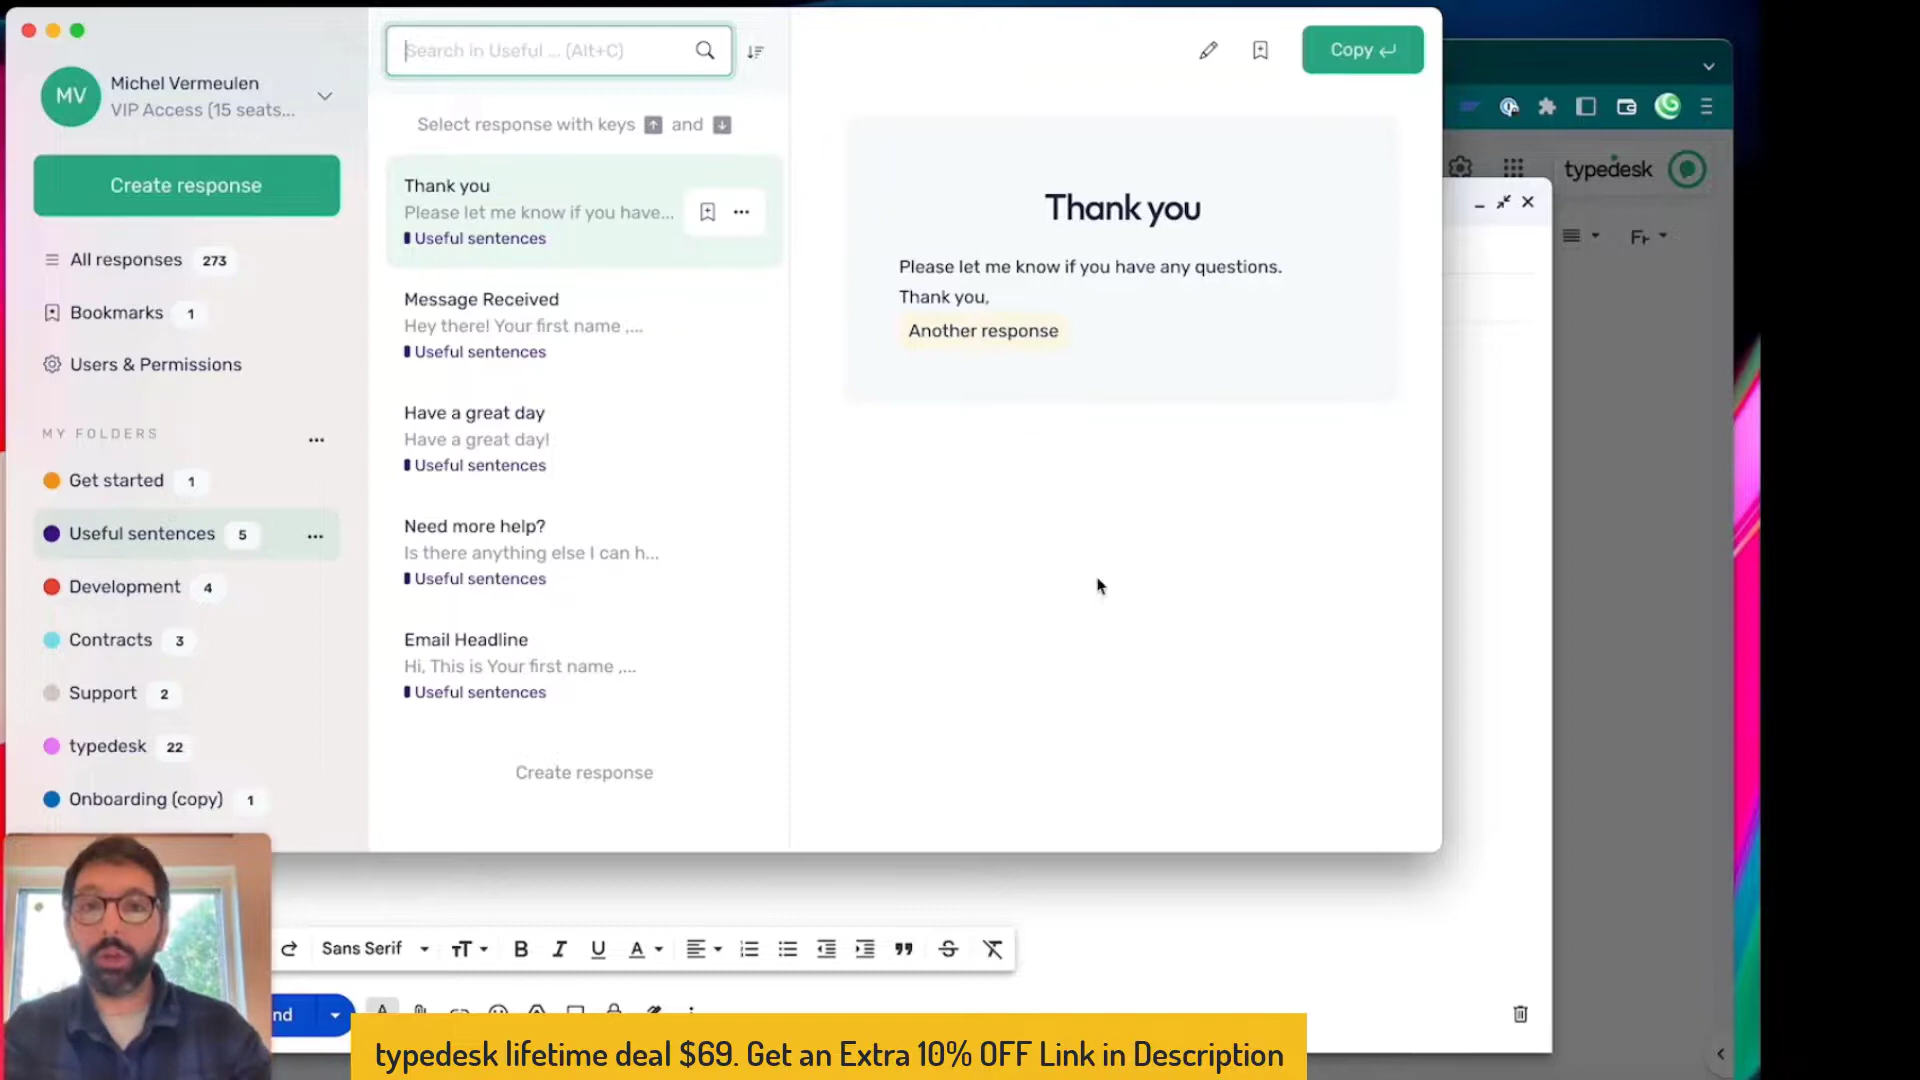 MV
Michel Vermeulen
VIP Access (15 seats...
Create response
All responses 273
Bookmarks 1
Users & Permissions
MY FOLDERS
Get started 1
Useful sentences 5
Development 4
Contracts 3
Support 2
typedesk 22
Onboarding (copy) 1
Search in Useful ... (Alt+C)
Select response with keys and
Thank you
Please let me know if you have...
Useful sentences
Message Received
Hey there! Your first name ,...
Useful sentences
Have a great day
Have a great day!
Useful sentences
Need more help?
Is there anything else I can h...
Useful sentences
Email Headline
Hi, This is Your first name ,...
Useful sentences
Create response
Copy
Thank you
Please let me know if you have any questions.
Thank you,
Another response
typedesk
Sans Serif
nd
typedesk lifetime deal $69. Get an Extra 10% OFF Link in Description